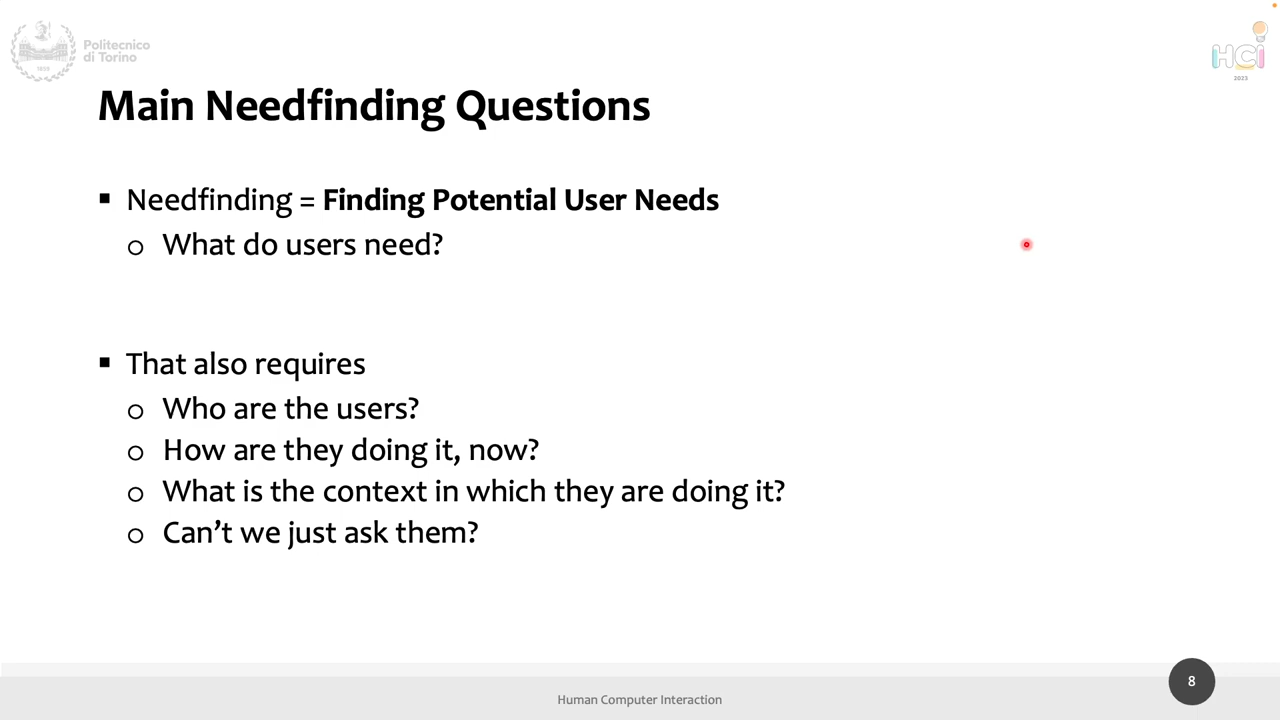 Politecnico
di Torino
1859
HCI
2023
Main Needfinding Questions
▪ Needfinding = Finding Potential User Needs
o What do users need?
▪ That also requires
o Who are the users?
o How are they doing it, now?
o What is the context in which they are doing it?
o Can’t we just ask them?
Human Computer Interaction
8